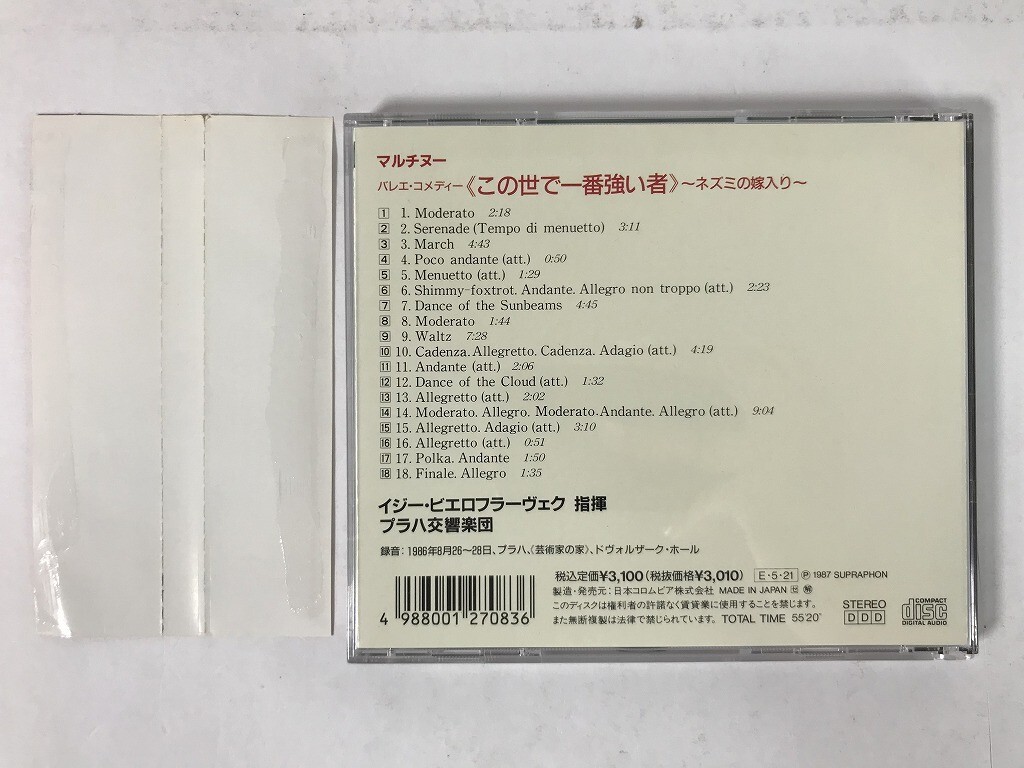 マルチヌー
バレエ・コメディー《この世で一番強い者》〜ネズミの嫁入り〜
1 1. Moderato 2:18
2 2. Serenade (Tempo di menuetto) 3:11
3 3. March 4:43
4 4. Poco andante (att.) 0:50
5 5. Menuetto (att.) 1:29
6 6. Shimmy-foxtrot. Andante. Allegro non troppo (att.) 2:23
7 7. Dance of the Sunbeams 4:45
8 8. Moderato 1:44
9 9. Waltz 7:28
10 10. Cadenza. Allegretto. Cadenza. Adagio (att.) 4:19
11 11. Andante (att.) 2:06
12 12. Dance of the Cloud (att.) 1:32
13 13. Allegretto (att.) 2:02
14 14. Moderato. Allegro. Moderato. Andante. Allegro (att.) 9:04
15 15. Allegretto. Adagio (att.) 3:10
16 16. Allegretto (att.) 0:51
17 17. Polka. Andante 1:50
18 18. Finale. Allegro 1:35
イジー・ビエロフラーヴェク 指揮
プラハ交響楽団
録音:1986年8月26〜28日、プラハ、〈芸術家の家〉、ドヴォルザーク・ホール
税込定価¥3,100(税抜価格¥3,010) E・5・21 Ⓟ 1987 SUPRAPHON
製造・発売元:日本コロムビア株式会社 MADE IN JAPAN
このディスクは権利者の許諾なく賃貸業に使用することを禁じます。
また無断複製は法律で禁じられています。 TOTAL TIME 55'20"
4 988001 270836
STEREO
DDD
COMPACT
disc
DIGITAL AUDIO